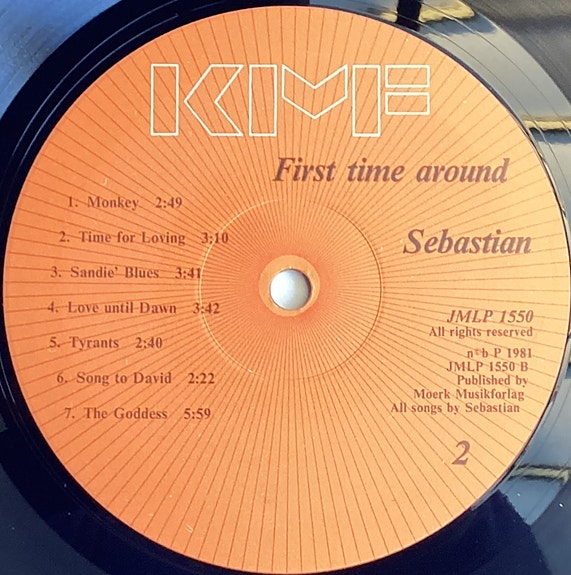 KMF
First time around
1. Monkey 2:49
2. Time for Loving 3:10
3. Sandie' Blues 3:41
4. Love until Dawn 3:42
5. Tyrants 2:40
6. Song to David 2:22
7. The Goddess 5:59
Sebastian
JMLP 1550
All rights reserved
n©b P 1981
JMLP 1550 B
Published by
Moerk Musikforlag
All songs by Sebastian
2